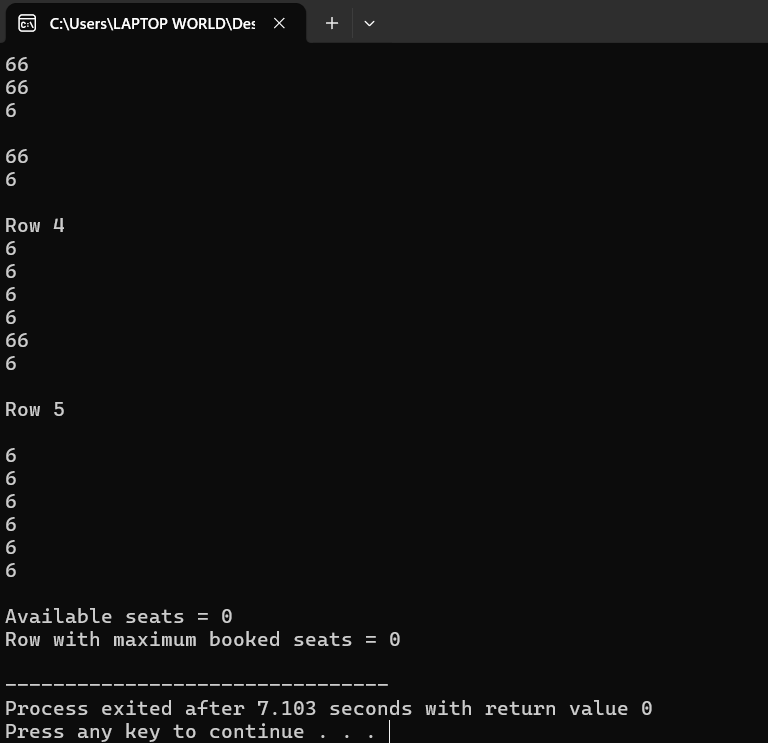 C:\Users\LAPTOP WORLD\Des
66
66
6
66
6
Row 4
6
6
6
6
66
6
Row 5
6
6
6
6
6
6
Available seats = 0
Row with maximum booked seats = 0
--------------------------------
Process exited after 7.103 seconds with return value 0
Press any key to continue . . .